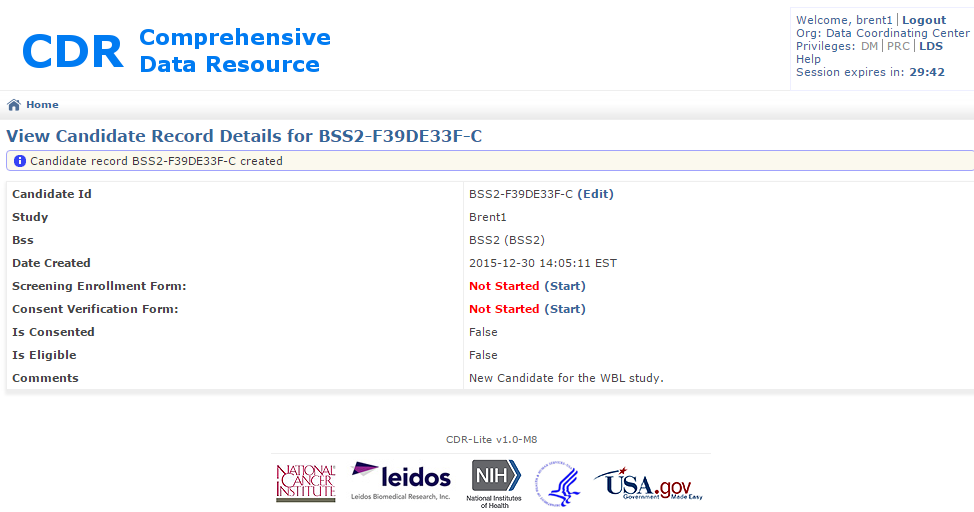 CDR
Comprehensive
Data Resource
Welcome, brent1 | Logout
Org: Data Coordinating Center
Privileges: DM | PRC | LDS
Help
Session expires in: 29:42
Home
View Candidate Record Details for BSS2-F39DE33F-C
Candidate record BSS2-F39DE33F-C created
Candidate Id BSS2-F39DE33F-C (Edit)
Study Brent1
Bss BSS2 (BSS2)
Date Created 2015-12-30 14:05:11 EST
Screening Enrollment Form: Not Started (Start)
Consent Verification Form: Not Started (Start)
Is Consented False
Is Eligible False
Comments New Candidate for the WBL study.
CDR-Lite v1.0-M8
NATIONAL
CANCER
INSTITUTE
leidos
Leidos Biomedical Research, Inc.
NIH
National Institutes
of Health
USA.gov
Government Made Easy